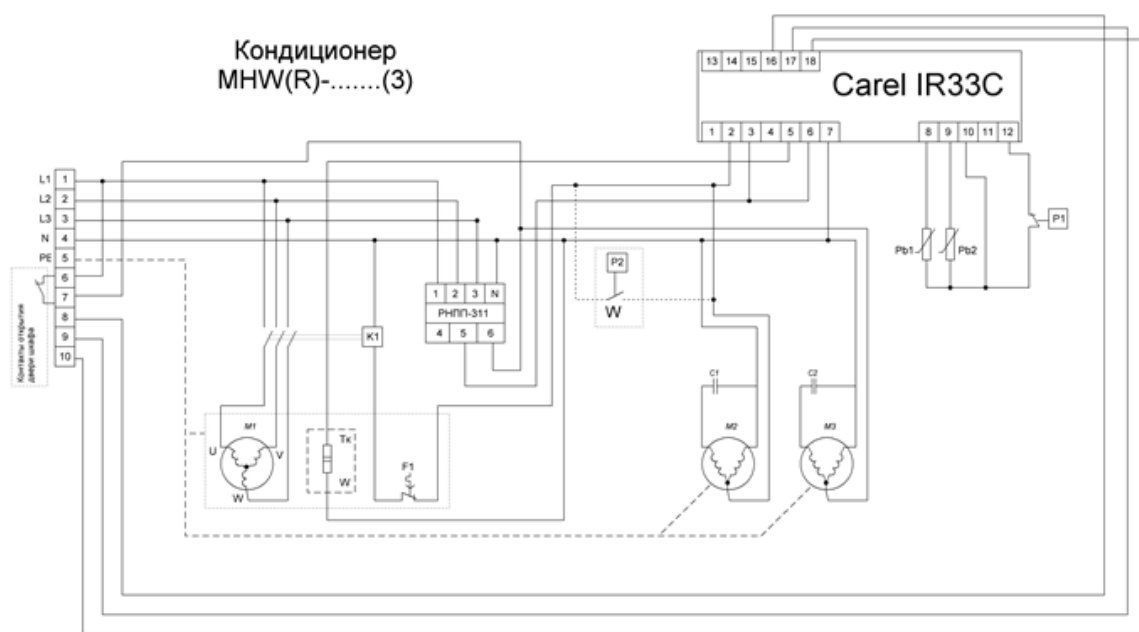 Кондиционер
MHW(R)-.......(3)
13 14 15 16 17 18
Carel IR33C
1 2 3 4 5 6 7
8 9 10 11 12
L1 1
L2 2
L3 3
N 4
PE 5
6
7
8
9
10
Контакты открытия
двери шкафа
P1
Pb1
Pb2
P2
W
1 2 3 N
РНПП-311
4 5 6
K1
C1
C2
M1
U
V
W
Тк
W
F1
M2
M3